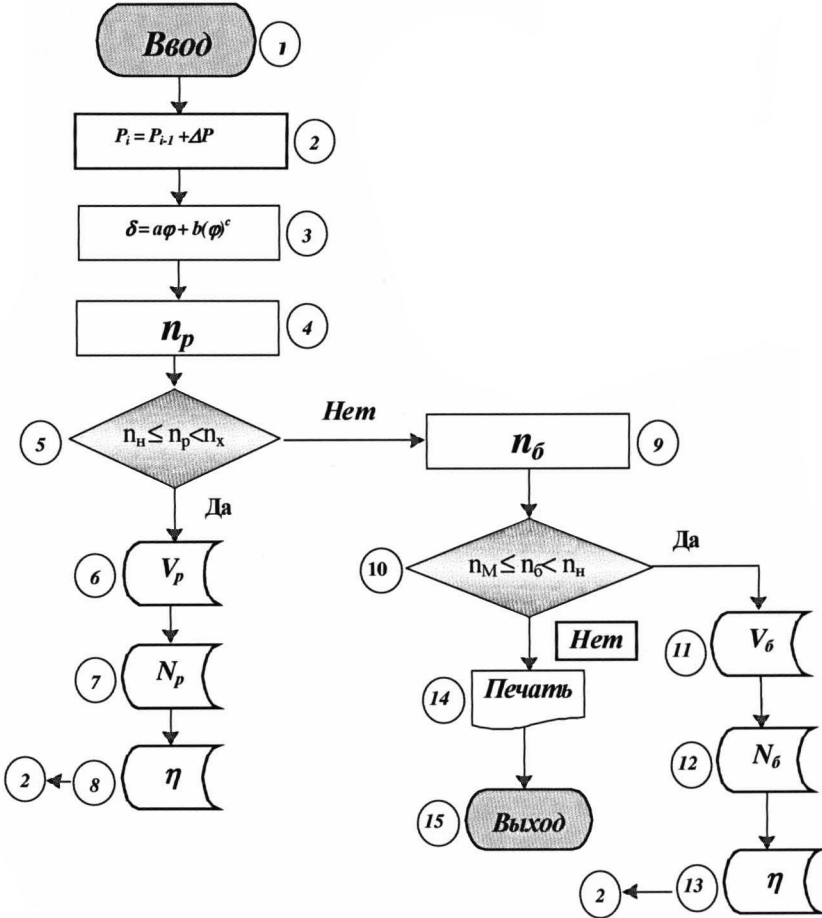 Ввод
1
P_i = P_{i-1} + ΔP
2
δ = aφ + b(φ)^c
3
n_p
4
5
n_н ≤ n_p < n_x
Нет
n_б
9
Да
10
n_М ≤ n_б < n_н
Да
6
V_p
Нет
11
V_б
7
N_p
14
Печать
12
N_б
2
8
η
15
Выход
2
13
η